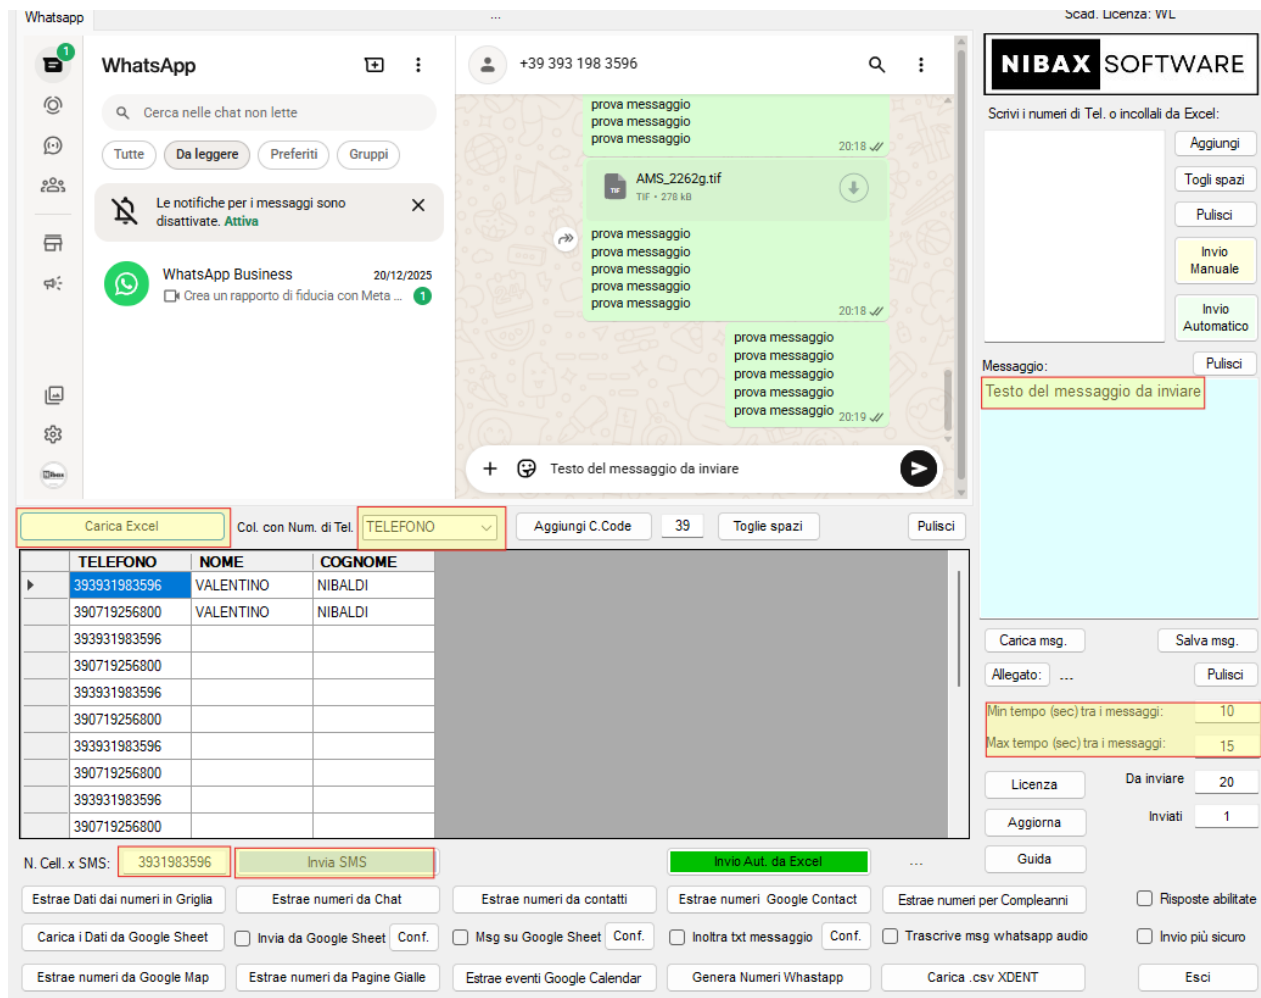 Whatsapp
...
Scad. Licenza: WL
1
WhatsApp
+39 393 198 3596
NIBAX SOFTWARE
Cerca nelle chat non lette
Tutte
Da leggere
Preferiti
Gruppi
Le notifiche per i messaggi sono
disattivate. Attiva
WhatsApp Business
20/12/2025
Crea un rapporto di fiducia con Meta ...
1
prova messaggio
prova messaggio
prova messaggio
20:18
AMS_2262g.tif
TIF
TIF • 278 kB
prova messaggio
prova messaggio
prova messaggio
prova messaggio
prova messaggio
20:18
prova messaggio
prova messaggio
prova messaggio
prova messaggio
prova messaggio
20:19
Testo del messaggio da inviare
Scrivi i numeri di Tel. o incollali da Excel:
Aggiungi
Togli spazi
Pulisci
Invio
Manuale
Invio
Automatico
Messaggio:
Pulisci
Testo del messaggio da inviare
Carica Excel
Col. con Num. di Tel.
TELEFONO
Aggiungi C.Code
39
Toglie spazi
Pulisci
TELEFONO NOME COGNOME
393931983596 VALENTINO NIBALDI
390719256800 VALENTINO NIBALDI
393931983596
390719256800
393931983596
390719256800
393931983596
390719256800
393931983596
390719256800
Carica msg.
Salva msg.
Allegato:
...
Pulisci
Min tempo (sec) tra i messaggi: 10
Max tempo (sec) tra i messaggi: 15
Licenza
Da inviare 20
Aggiorna
Inviati 1
Guida
N. Cell. x SMS:
3931983596
Invia SMS
Invio Aut. da Excel
...
Estrae Dati dai numeri in Griglia
Estrae numeri da Chat
Estrae numeri da contatti
Estrae numeri Google Contact
Estrae numeri per Compleanni
Risposte abilitate
Carica i Dati da Google Sheet
Invia da Google Sheet
Conf.
Msg su Google Sheet
Conf.
Inoltra txt messaggio
Conf.
Trascrive msg whatsapp audio
Invio più sicuro
Estrae numeri da Google Map
Estrae numeri da Pagine Gialle
Estrae eventi Google Calendar
Genera Numeri Whastapp
Carica .csv XDENT
Esci